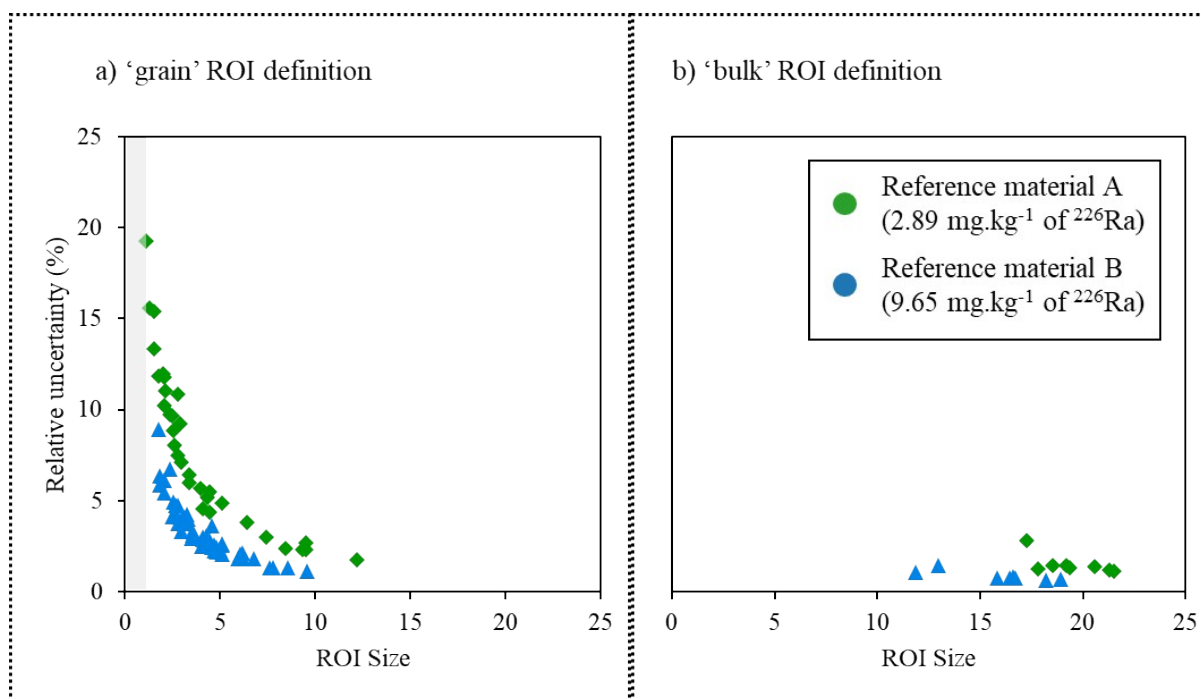 a) ‘grain’ ROI definition
25
20
15
10
5
0
Relative uncertainty (%)
0 5 10 15 20 25
ROI Size
b) ‘bulk’ ROI definition
Reference material A
(2.89 mg.kg⁻¹ of ²²⁶Ra)
Reference material B
(9.65 mg.kg⁻¹ of ²²⁶Ra)
0 5 10 15 20 25
ROI Size